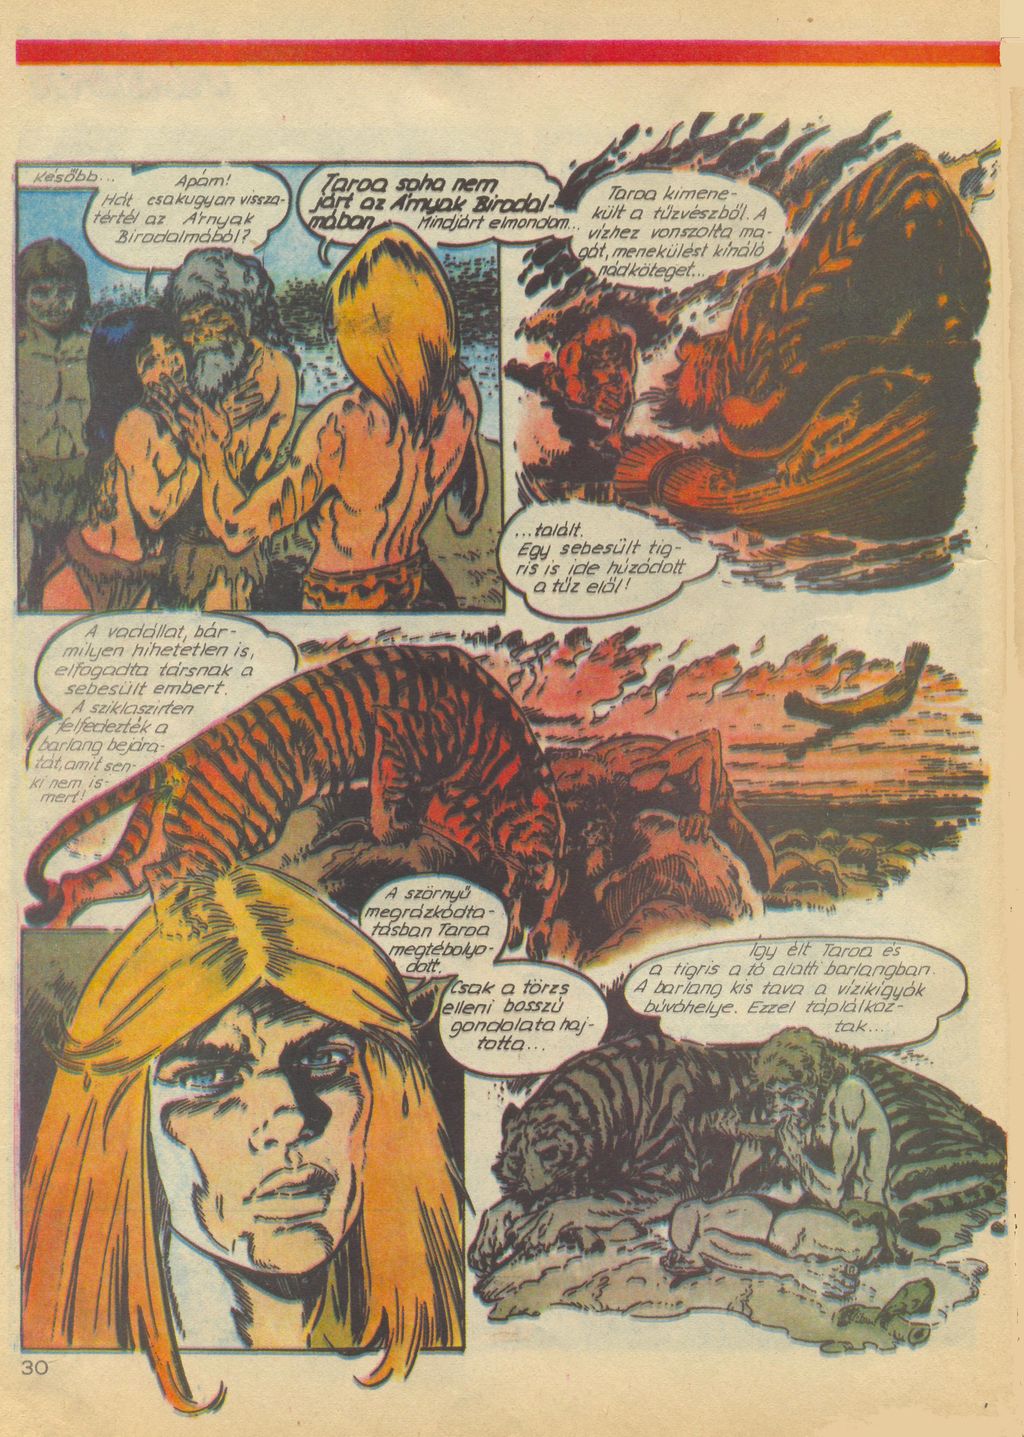 Később...
Apám!
Hát csakugyan vissza-
tértél az Árnyak
Birodalmából?
Taroa soha nem
járt az Árnyak Birodal-
mában. Mindjárt elmondom...
Taroa kimene-
kült a tűzvészből. A
vízhez vonszolta ma-
gát, menekülést kínáló
nádköteget...
...talált.
Egy sebesült tig-
ris is ide húzódott
a tűz elől!
A vadállat, bár-
milyen hihetetlen is,
elfogadta társnak a
sebesült embert.
A sziklaszirten
felfedezték a
barlang bejára-
tát, amit sen-
ki nem is-
mert!
A szörnyű
megrázkódta-
tásban Taroa
megtébolyo-
dott.
Csak a törzs
elleni bosszú
gondolata haj-
totta...
Így élt Taroa és
a tigris a tó alatti barlangban.
A barlang kis tava a vízikígyók
búvóhelye. Ezzel táplálkoz-
tak...
30